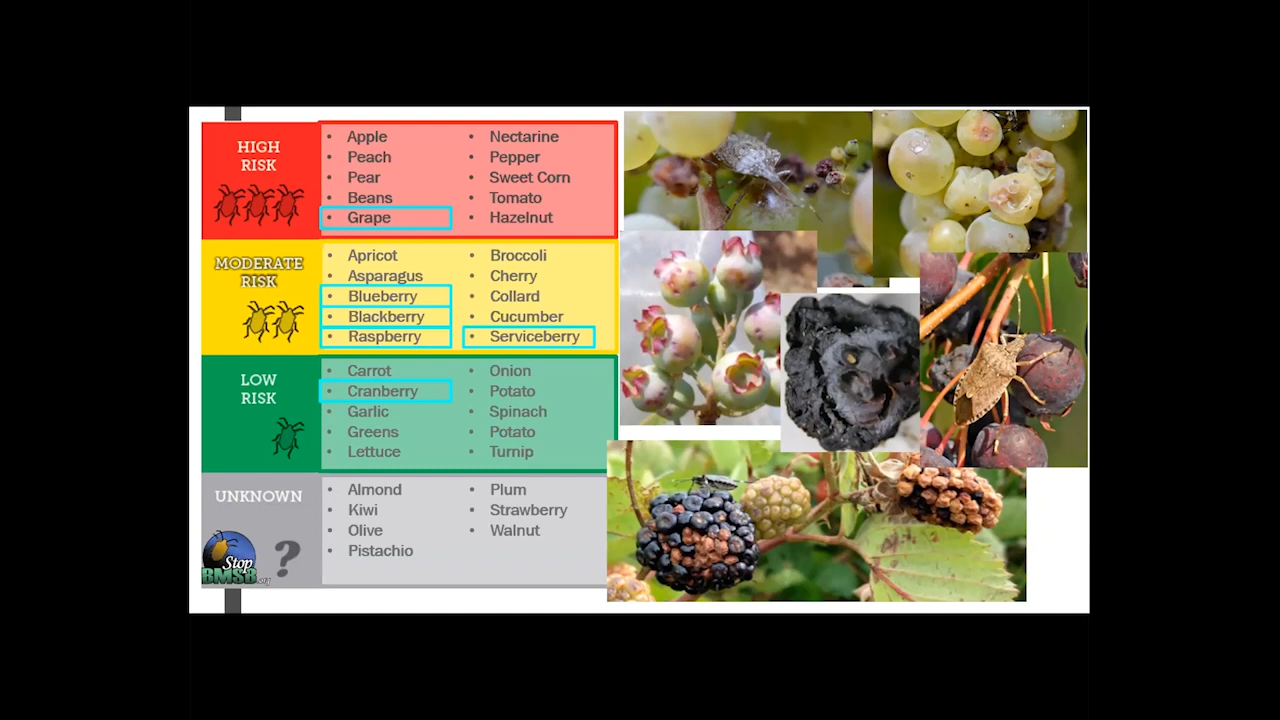 HIGH
RISK
• Apple
• Peach
• Pear
• Beans
• Grape
• Nectarine
• Pepper
• Sweet Corn
• Tomato
• Hazelnut
MODERATE
RISK
• Apricot
• Asparagus
• Blueberry
• Blackberry
• Raspberry
• Broccoli
• Cherry
• Collard
• Cucumber
• Serviceberry
LOW
RISK
• Carrot
• Cranberry
• Garlic
• Greens
• Lettuce
• Onion
• Potato
• Spinach
• Potato
• Turnip
UNKNOWN
?
• Almond
• Kiwi
• Olive
• Pistachio
• Plum
• Strawberry
• Walnut
Stop
BMSB.org